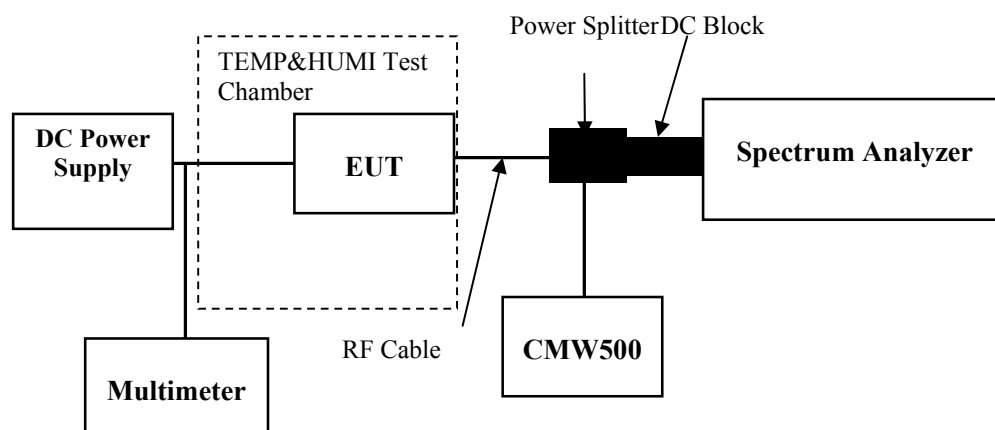 Power Splitter DC Block
TEMP&HUMI Test
Chamber
DC Power
Supply
EUT
Spectrum Analyzer
RF Cable
CMW500
Multimeter